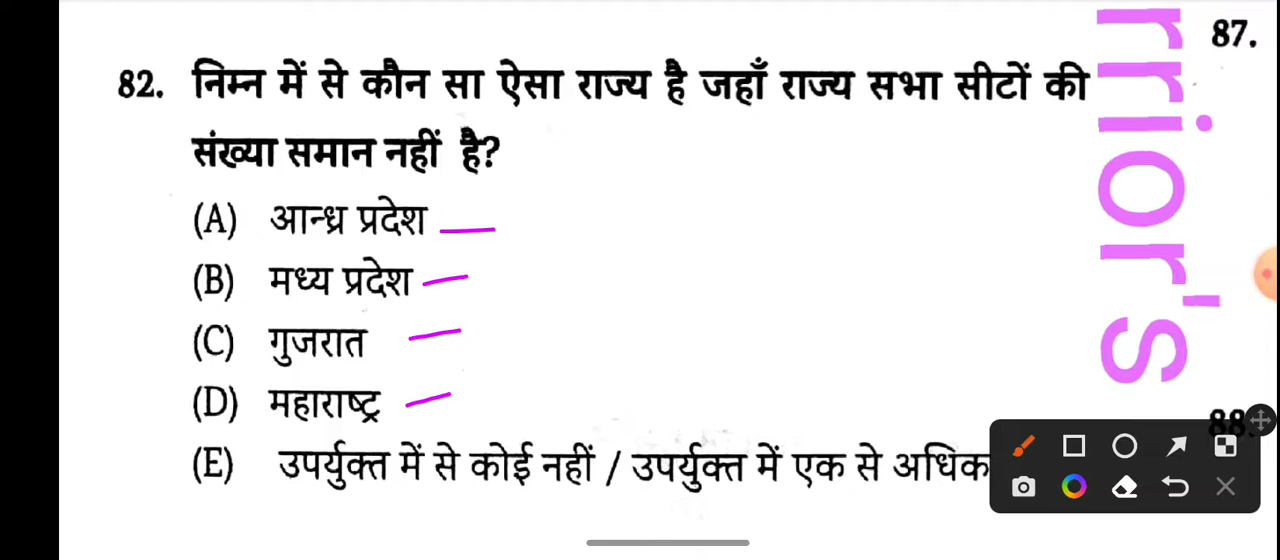 87.
82. निम्न में से कौन सा ऐसा राज्य है जहाँ राज्य सभा सीटों की
संख्या समान नहीं है?
(A) आन्ध्र प्रदेश
(B) मध्य प्रदेश
(C) गुजरात
(D) महाराष्ट्र
(E) उपर्युक्त में से कोई नहीं / उपर्युक्त में एक से अधिक
88.
rrior's